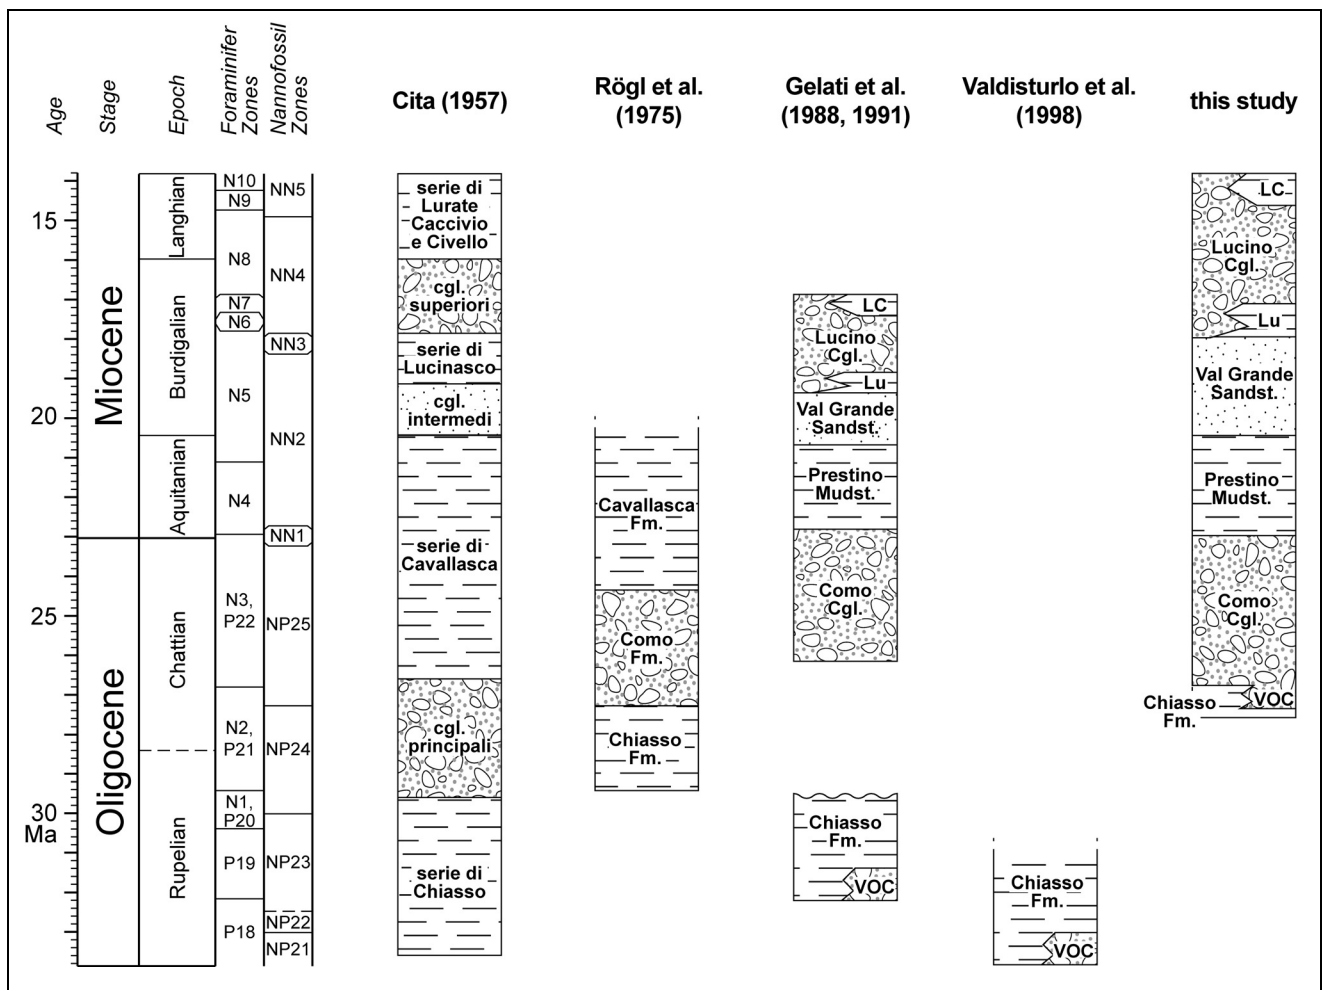 Age
Stage
Epoch
Foraminifer
Zones
Nannofossil
Zones
Cita (1957)
Rögl et al.
(1975)
Gelati et al.
(1988, 1991)
Valdisturlo et al.
(1998)
this study
15
20
25
30
Ma
Miocene
Oligocene
Langhian
Burdigalian
Aquitanian
Chattian
Rupelian
N10
N9
N8
N7
N6
N5
N4
N3,
P22
N2,
P21
N1,
P20
P19
P18
NN5
NN4
NN3
NN2
NN1
NP25
NP24
NP23
NP22
NP21
serie di
Lurate
Caccivio
e Civello
cgl.
superiori
serie di
Lucinasco
cgl.
intermedi
serie di
Cavallasca
cgl.
principali
serie di
Chiasso
Cavallasca
Fm.
Como
Fm.
Chiasso
Fm.
LC
Lucino
Cgl.
Lu
Val Grande
Sandst.
Prestino
Mudst.
Como
Cgl.
Chiasso
Fm.
VOC
Chiasso
Fm.
VOC
LC
Lucino
Cgl.
Lu
Val Grande
Sandst.
Prestino
Mudst.
Como
Cgl.
Chiasso
Fm.
VOC